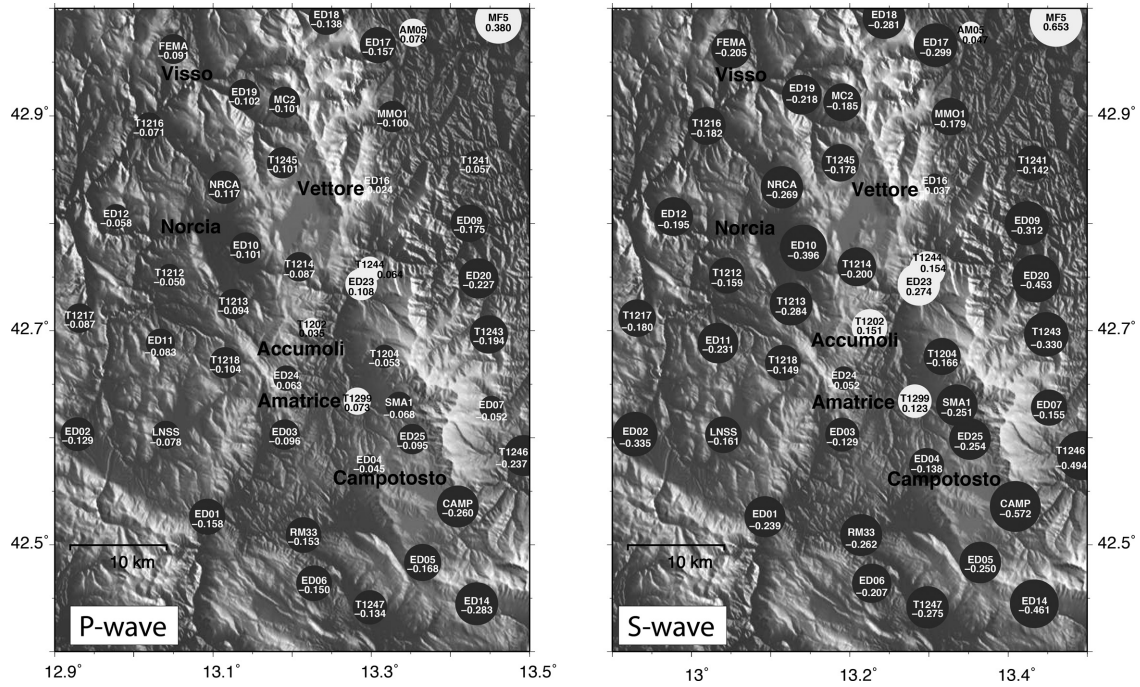 ED18
−0.138
AM05
0.078
MF5
0.380
FEMA
−0.091
ED17
−0.157
Visso
ED19
−0.102
MC2
−0.101
MMO1
−0.100
T1216
−0.071
T1245
−0.101
T1241
−0.057
NRCA
−0.117
Vettore
ED16
0.024
ED12
−0.058
Norcia
ED09
−0.175
ED10
−0.101
T1212
−0.050
T1214
−0.087
T1244
0.064
ED23
0.108
ED20
−0.227
T1213
−0.094
T1217
−0.087
T1202
0.035
T1243
−0.194
ED11
−0.083
Accumoli
T1218
−0.104
T1204
−0.053
ED24
−0.063
Amatrice
T1299
0.073
SMA1
−0.068
ED07
−0.052
ED02
−0.129
LNSS
−0.078
ED03
−0.096
ED25
−0.095
T1246
−0.237
ED04
−0.045
Campotosto
CAMP
−0.260
ED01
−0.158
RM33
−0.153
10 km
ED05
−0.168
ED06
−0.150
ED14
−0.283
T1247
−0.134
P-wave
42.9˚
42.7˚
42.5˚
12.9˚
13.1˚
13.3˚
13.5˚
ED18
−0.281
AM05
0.047
MF5
0.653
FEMA
−0.205
ED17
−0.299
Visso
ED19
−0.218
MC2
−0.185
MMO1
−0.179
T1216
−0.182
T1245
−0.178
T1241
−0.142
NRCA
−0.269
Vettore
ED16
0.037
ED12
−0.195
Norcia
ED09
−0.312
ED10
−0.396
T1212
−0.159
T1214
−0.200
T1244
0.154
ED23
0.274
ED20
−0.453
T1213
−0.284
T1217
−0.180
T1202
0.151
T1243
−0.330
ED11
−0.231
Accumoli
T1218
−0.149
T1204
−0.166
ED24
−0.052
Amatrice
T1299
0.123
SMA1
−0.251
ED07
−0.155
ED02
−0.335
LNSS
−0.161
ED03
−0.129
ED25
−0.254
T1246
−0.494
ED04
−0.138
Campotosto
CAMP
−0.572
ED01
−0.239
RM33
−0.262
10 km
ED05
−0.250
ED06
−0.207
ED14
−0.461
T1247
−0.275
S-wave
42.9˚
42.7˚
42.5˚
13˚
13.2˚
13.4˚